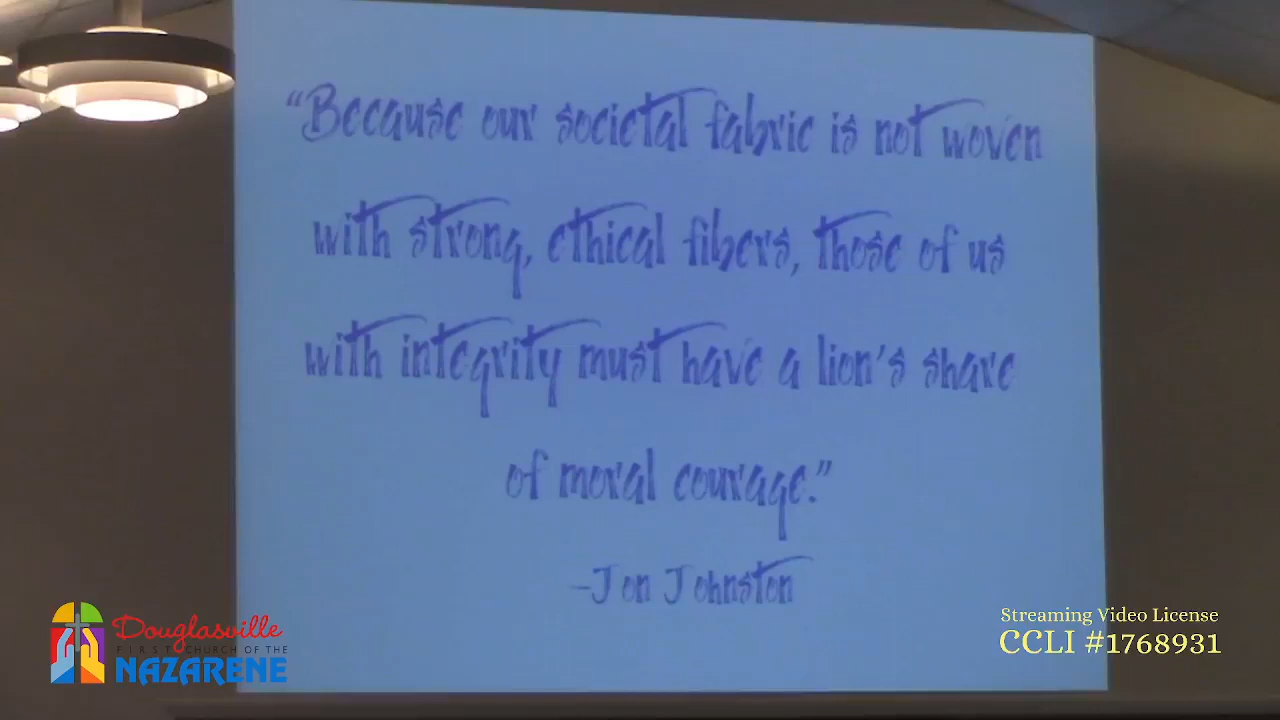 “Because our societal fabric is not woven
with strong, ethical fibers, those of us
with integrity must have a lion’s share
of moral courage.”
-Jon Johnston
Douglasville
FIRST CHURCH OF THE
NAZARENE
Streaming Video License
CCLI #1768931